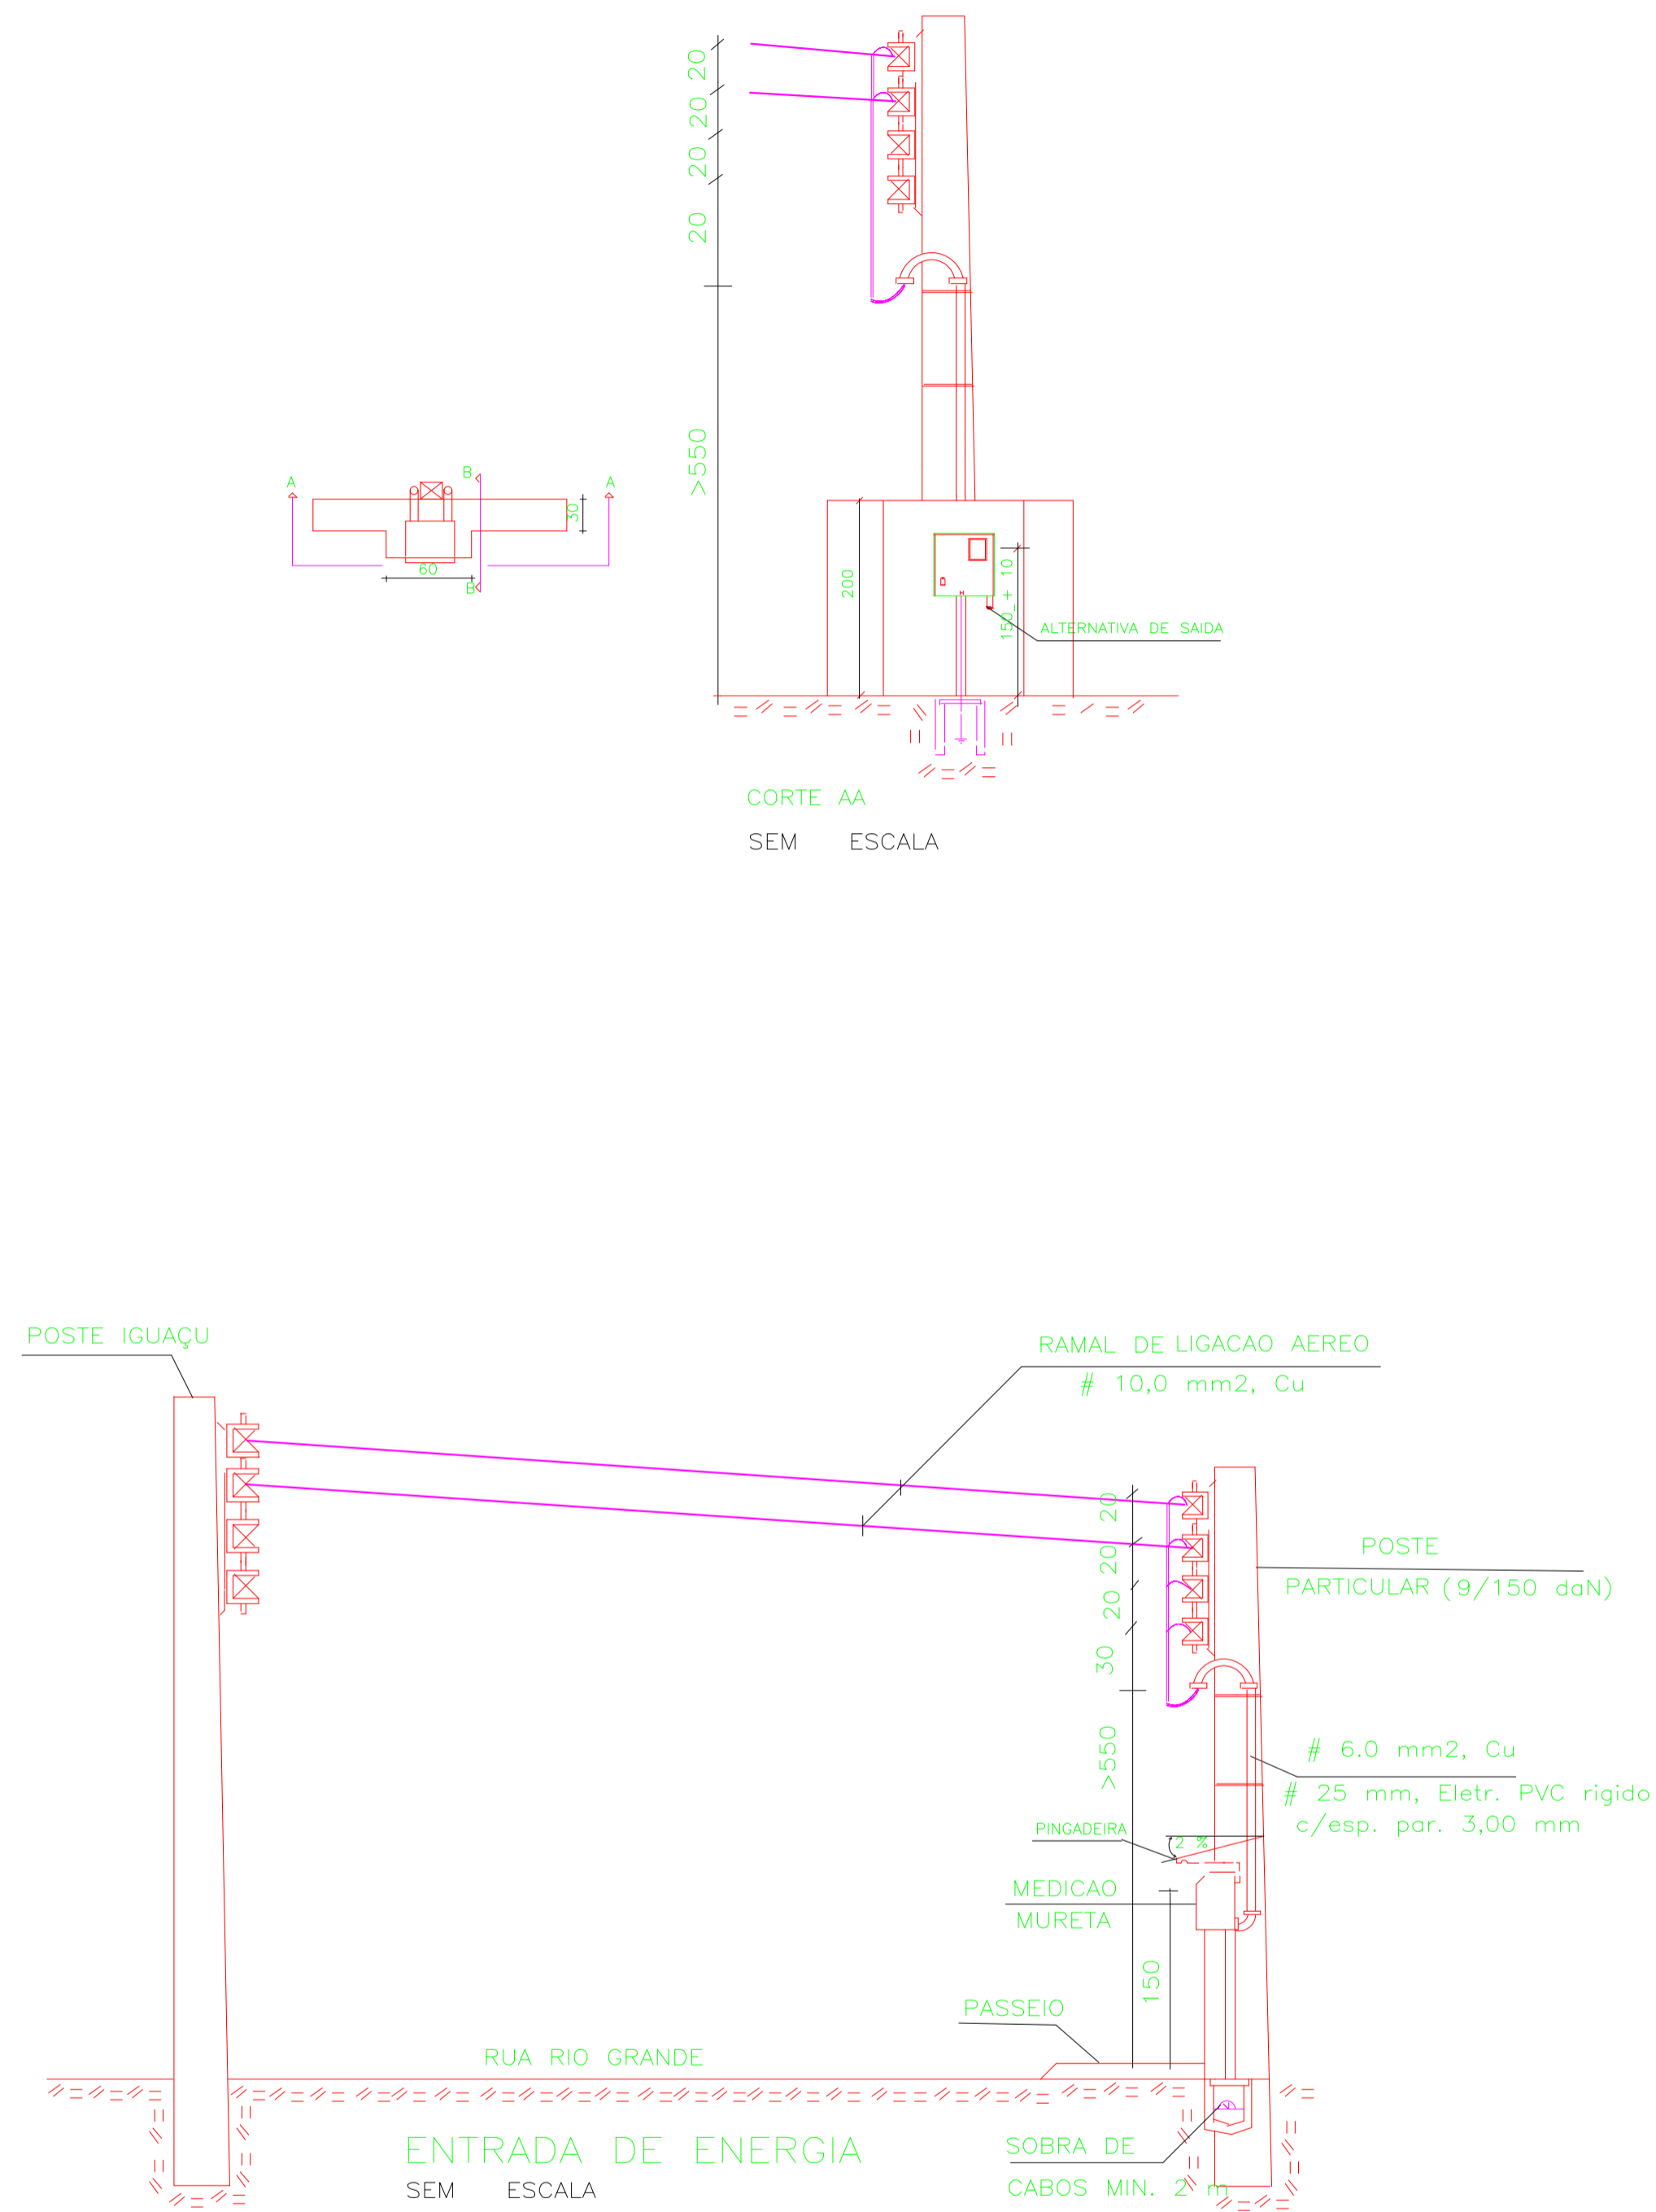 20
20
20
20
>550
A
B
A
30
60
B
200
150_+ 10
ALTERNATIVA DE SAIDA
CORTE AA
SEM ESCALA
POSTE IGUAÇU
RAMAL DE LIGACAO AEREO
# 10,0 mm2, Cu
20
20
20
30
>550
POSTE
PARTICULAR (9/150 daN)
# 6.0 mm2, Cu
# 25 mm, Eletr. PVC rigido
c/esp. par. 3,00 mm
PINGADEIRA
2 %
MEDICAO
MURETA
150
PASSEIO
RUA RIO GRANDE
ENTRADA DE ENERGIA
SEM ESCALA
SOBRA DE
CABOS MIN. 2 m